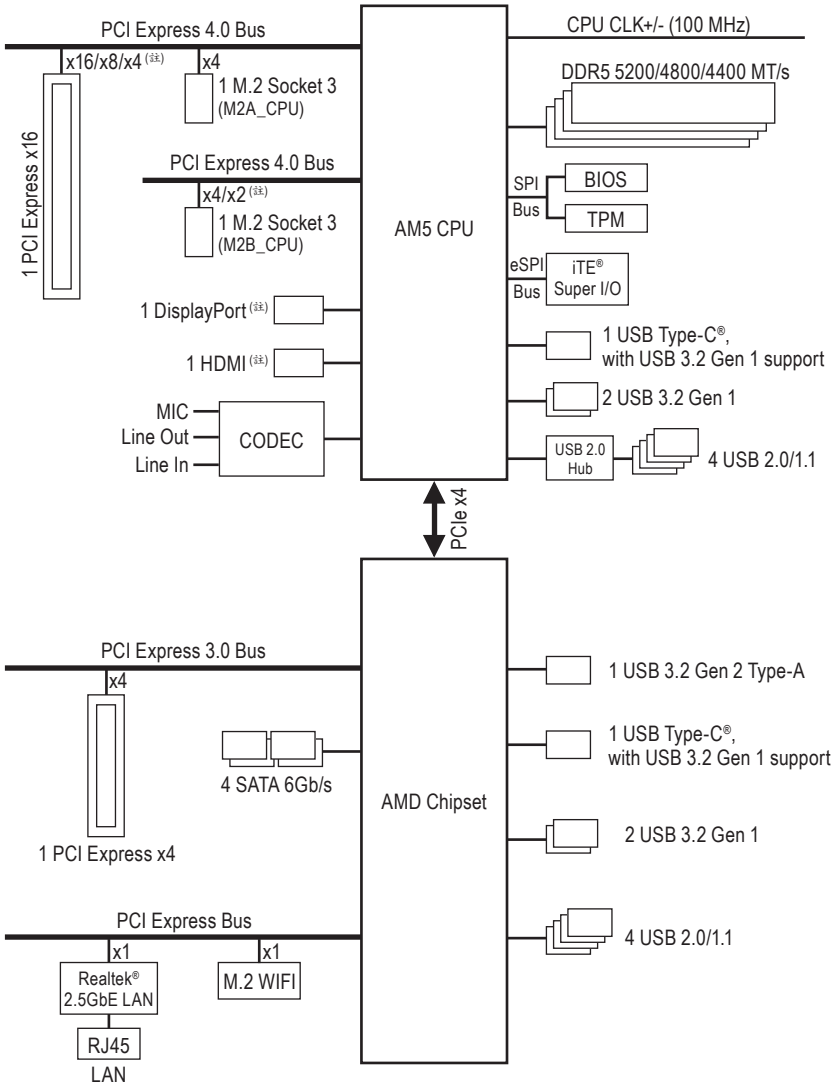 PCI Express 4.0 Bus
x16/x8/x4 (註)
x4
1 PCI Express x16
1 M.2 Socket 3
(M2A_CPU)
PCI Express 4.0 Bus
x4/x2 (註)
1 M.2 Socket 3
(M2B_CPU)
1 DisplayPort (註)
1 HDMI (註)
MIC
Line Out
Line In
CODEC
AM5 CPU
CPU CLK+/- (100 MHz)
DDR5 5200/4800/4400 MT/s
SPI
Bus
BIOS
TPM
eSPI
Bus
iTE®
Super I/O
1 USB Type-C®,
with USB 3.2 Gen 1 support
2 USB 3.2 Gen 1
USB 2.0
Hub
4 USB 2.0/1.1
PCIe x4
PCI Express 3.0 Bus
x4
1 PCI Express x4
4 SATA 6Gb/s
AMD Chipset
1 USB 3.2 Gen 2 Type-A
1 USB Type-C®,
with USB 3.2 Gen 1 support
2 USB 3.2 Gen 1
4 USB 2.0/1.1
PCI Express Bus
x1
x1
Realtek®
2.5GbE LAN
M.2 WIFI
RJ45
LAN